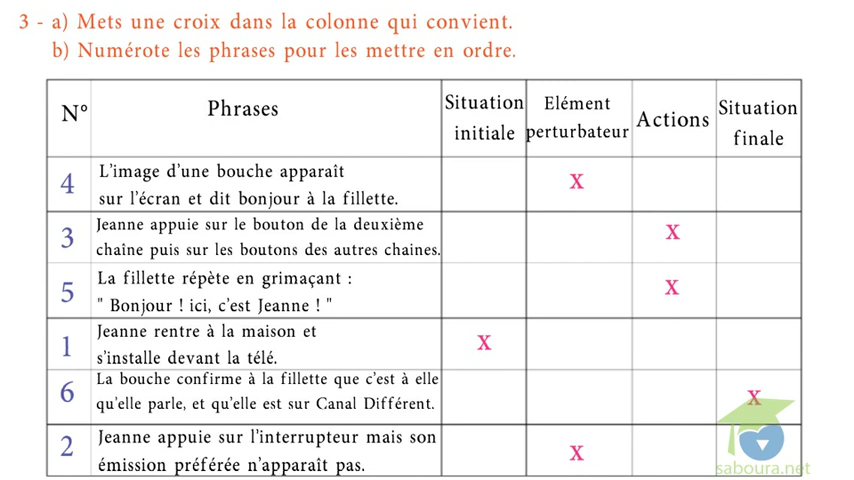 3 - a) Mets une croix dans la colonne qui convient.
b) Numérote les phrases pour les mettre en ordre.
N° Phrases Situation initiale Elément perturbateur Actions Situation finale
4 L'image d'une bouche apparaît
sur l'écran et dit bonjour à la fillette. X
3 Jeanne appuie sur le bouton de la deuxième
chaîne puis sur les boutons des autres chaines. X
5 La fillette répète en grimaçant :
" Bonjour ! ici, c'est Jeanne ! " X
1 Jeanne rentre à la maison et
s'installe devant la télé. X
6 La bouche confirme à la fillette que c'est à elle
qu'elle parle, et qu'elle est sur Canal Différent. X
2 Jeanne appuie sur l'interrupteur mais son
émission préférée n'apparaît pas. X
saboura.net